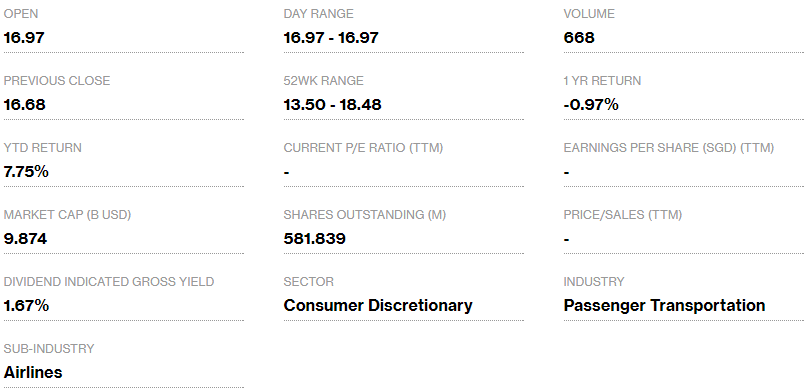 OPEN
DAY RANGE
VOLUME
16.97
16.97 - 16.97
668
PREVIOUS CLOSE
52WK RANGE
1 YR RETURN
16.68
13.50 - 18.48
-0.97%
YTD RETURN
CURRENT P/E RATIO (TTM)
EARNINGS PER SHARE (SGD) (TTM)
7.75%
-
-
MARKET CAP (B USD)
SHARES OUTSTANDING (M)
PRICE/SALES (TTM)
9.874
581.839
-
DIVIDEND INDICATED GROSS YIELD
SECTOR
INDUSTRY
1.67%
Consumer Discretionary
Passenger Transportation
SUB-INDUSTRY
Airlines